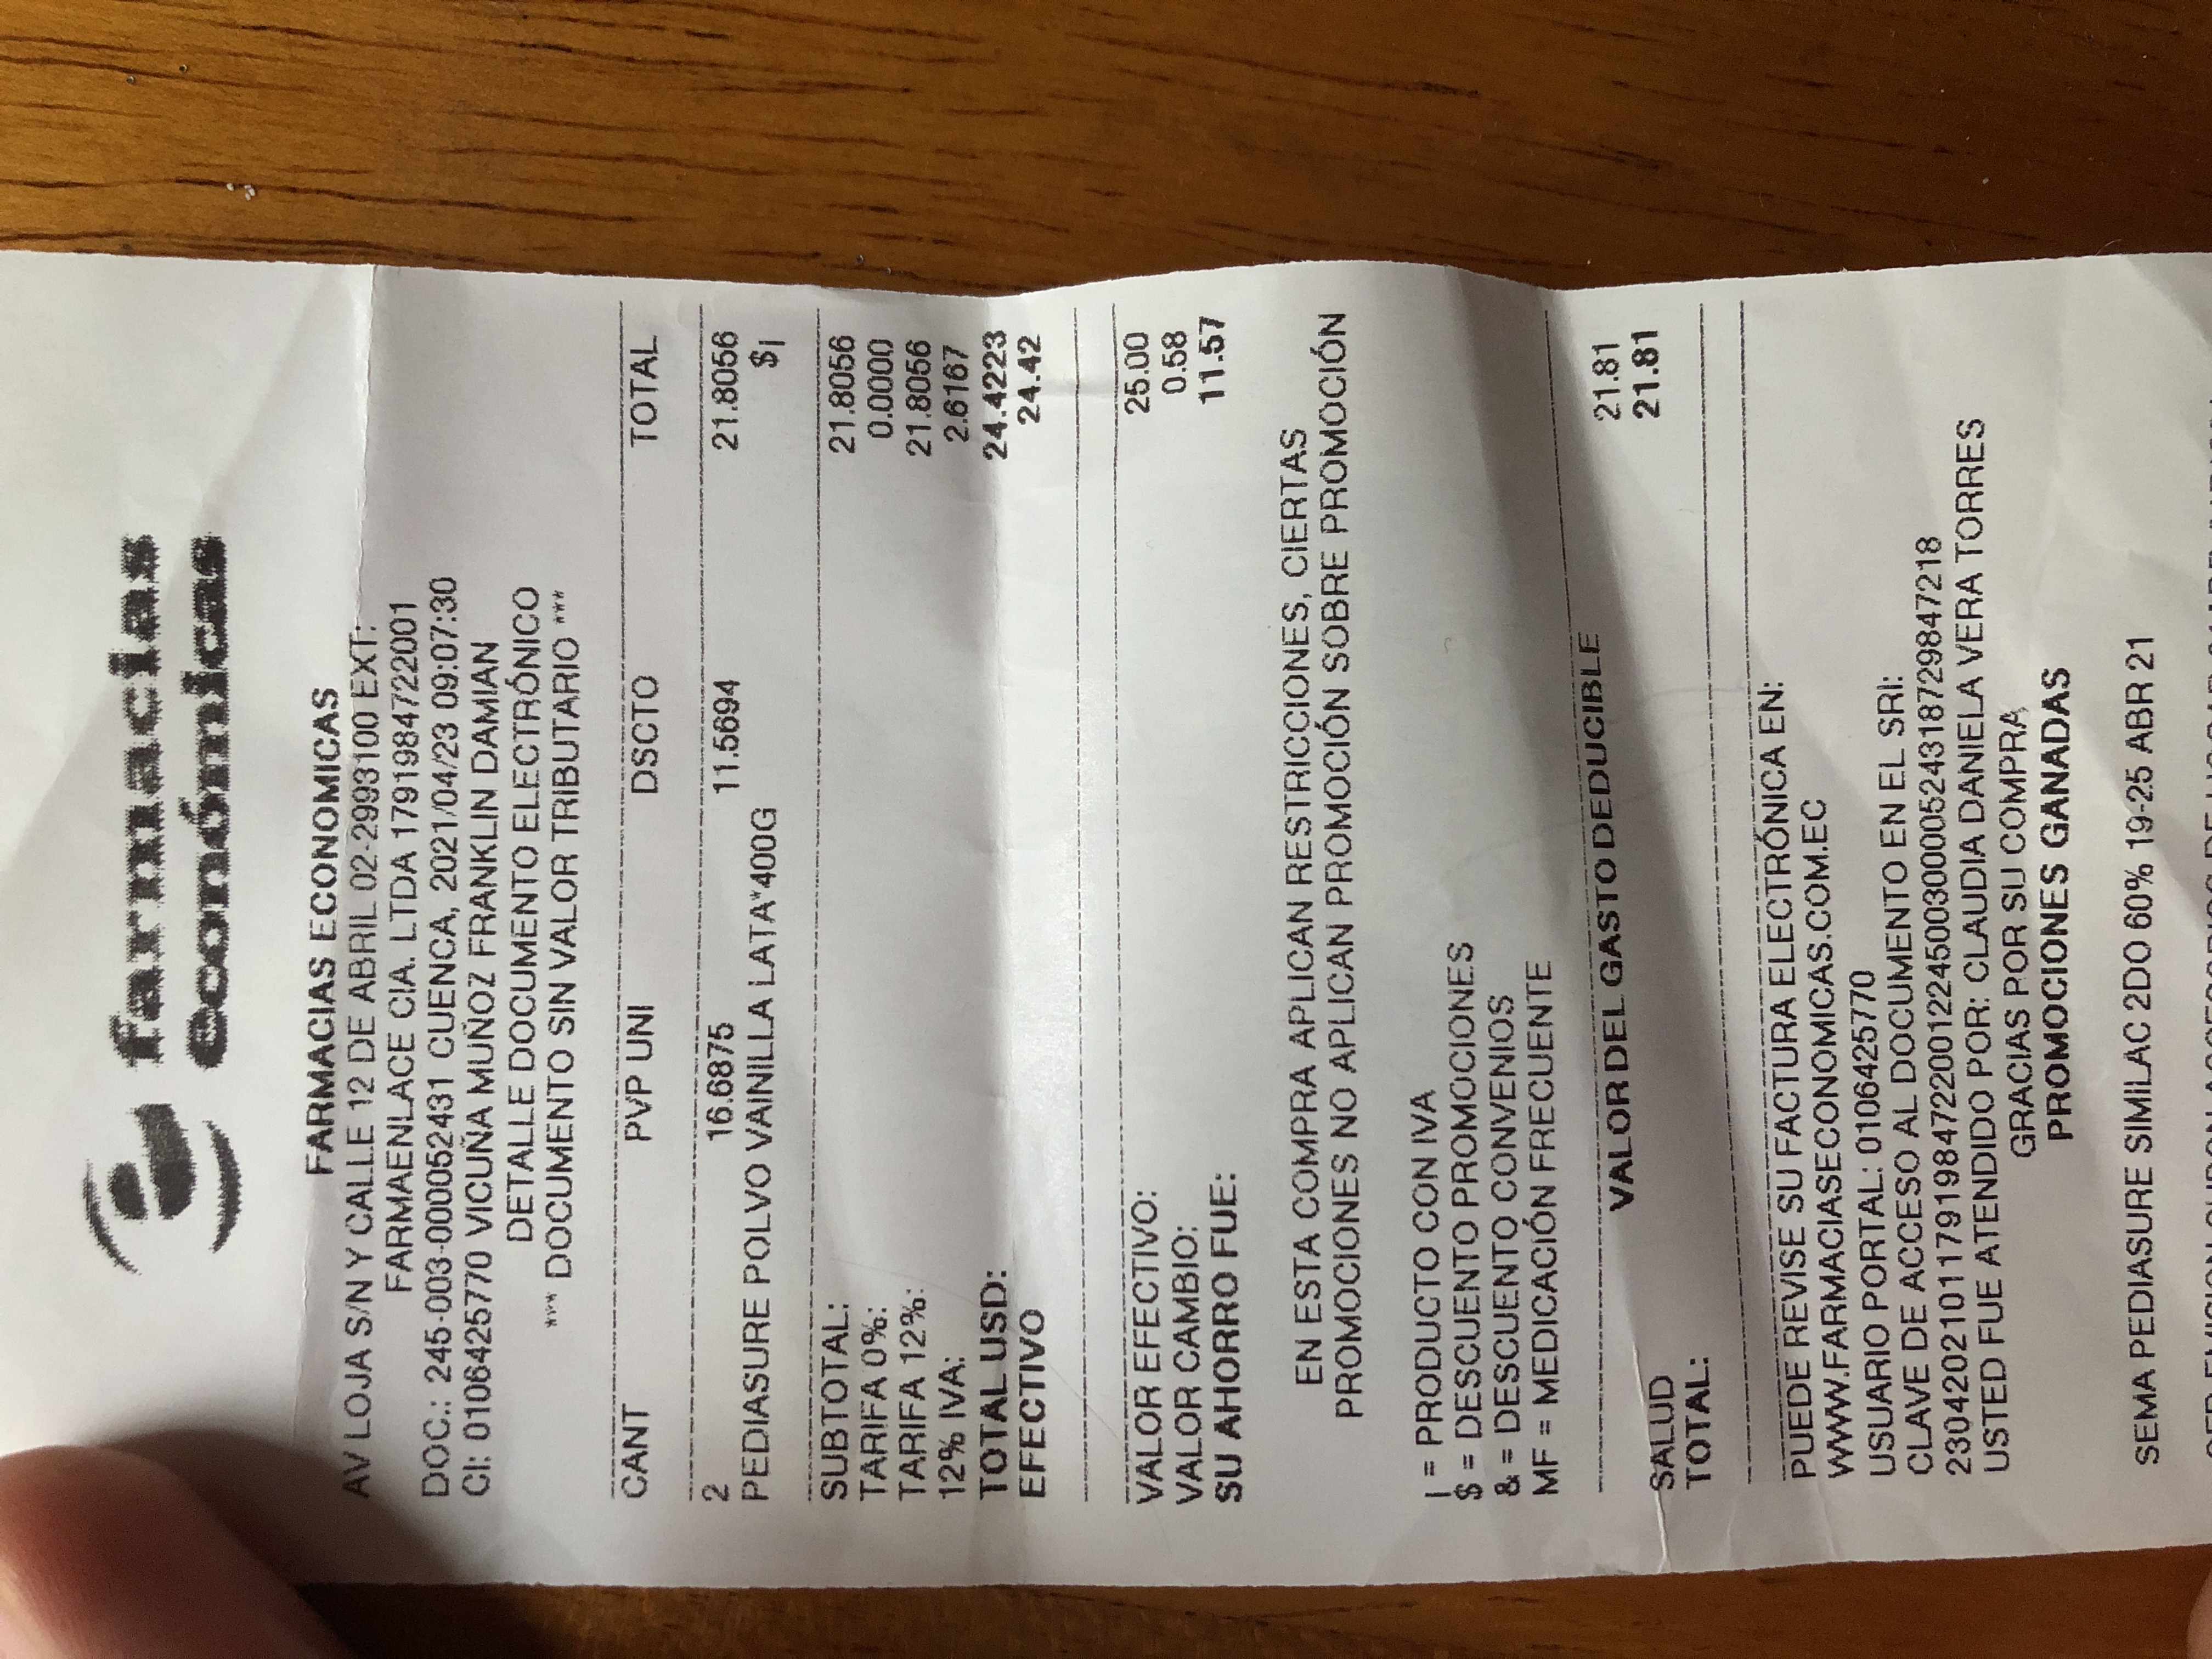 farmacias
económicas
FARMACIAS ECONOMICAS
AV LOJA S/N Y CALLE 12 DE ABRIL 02-2993100 EXT:
FARMAENLACE CIA. LTDA 1791984722001
DOC.: 245-003-000052431 CUENCA, 2021/04/23 09:07:30
CI: 0106425770 VICUÑA MUÑOZ FRANKLIN DAMIAN
DETALLE DOCUMENTO ELECTRÓNICO
*** DOCUMENTO SIN VALOR TRIBUTARIO ***
CANT PVP UNI DSCTO TOTAL
2 16.6875 11.5694 21.8056
PEDIASURE POLVO VAINILLA LATA*400G $¡
SUBTOTAL: 21.8056
TARIFA 0%: 0.0000
TARIFA 12%: 21.8056
12% IVA: 2.6167
TOTAL USD: 24.4223
EFECTIVO 24.42
VALOR EFECTIVO: 25.00
VALOR CAMBIO: 0.58
SU AHORRO FUE: 11.57
EN ESTA COMPRA APLICAN RESTRICCIONES, CIERTAS
PROMOCIONES NO APLICAN PROMOCIÓN SOBRE PROMOCIÓN
¡ = PRODUCTO CON IVA
$ = DESCUENTO PROMOCIONES
& = DESCUENTO CONVENIOS
MF = MEDICACIÓN FRECUENTE
VALOR DEL GASTO DEDUCIBLE
SALUD 21.81
TOTAL: 21.81
PUEDE REVISE SU FACTURA ELECTRÓNICA EN:
WWW.FARMACIASECONOMICAS.COM.EC
USUARIO PORTAL: 0106425770
CLAVE DE ACCESO AL DOCUMENTO EN EL SRI:
2304202101179198472200122450030000524318729847218
USTED FUE ATENDIDO POR: CLAUDIA DANIELA VERA TORRES
GRACIAS POR SU COMPRA
PROMOCIONES GANADAS
SEMA PEDIASURE SIMILAC 2DO 60% 19-25 ABR 21